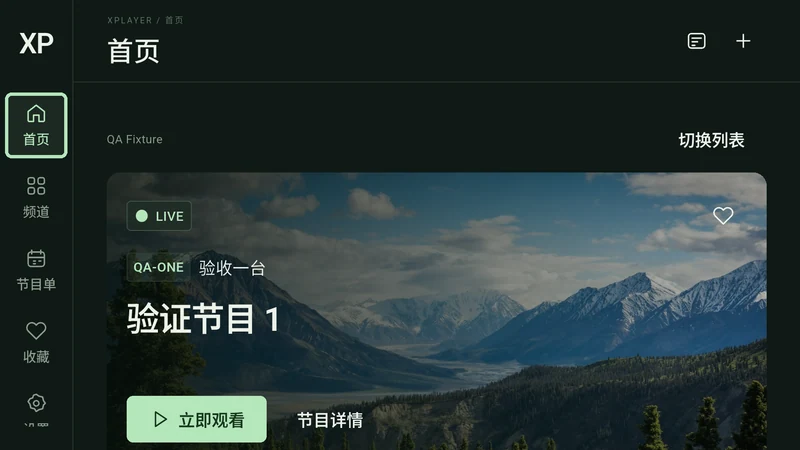 XP
首页
频道
节目单
收藏
XPLAYER / 首页
首页
QA Fixture
切换列表
LIVE
QA-ONE 验收一台
验证节目 1
立即观看
节目详情